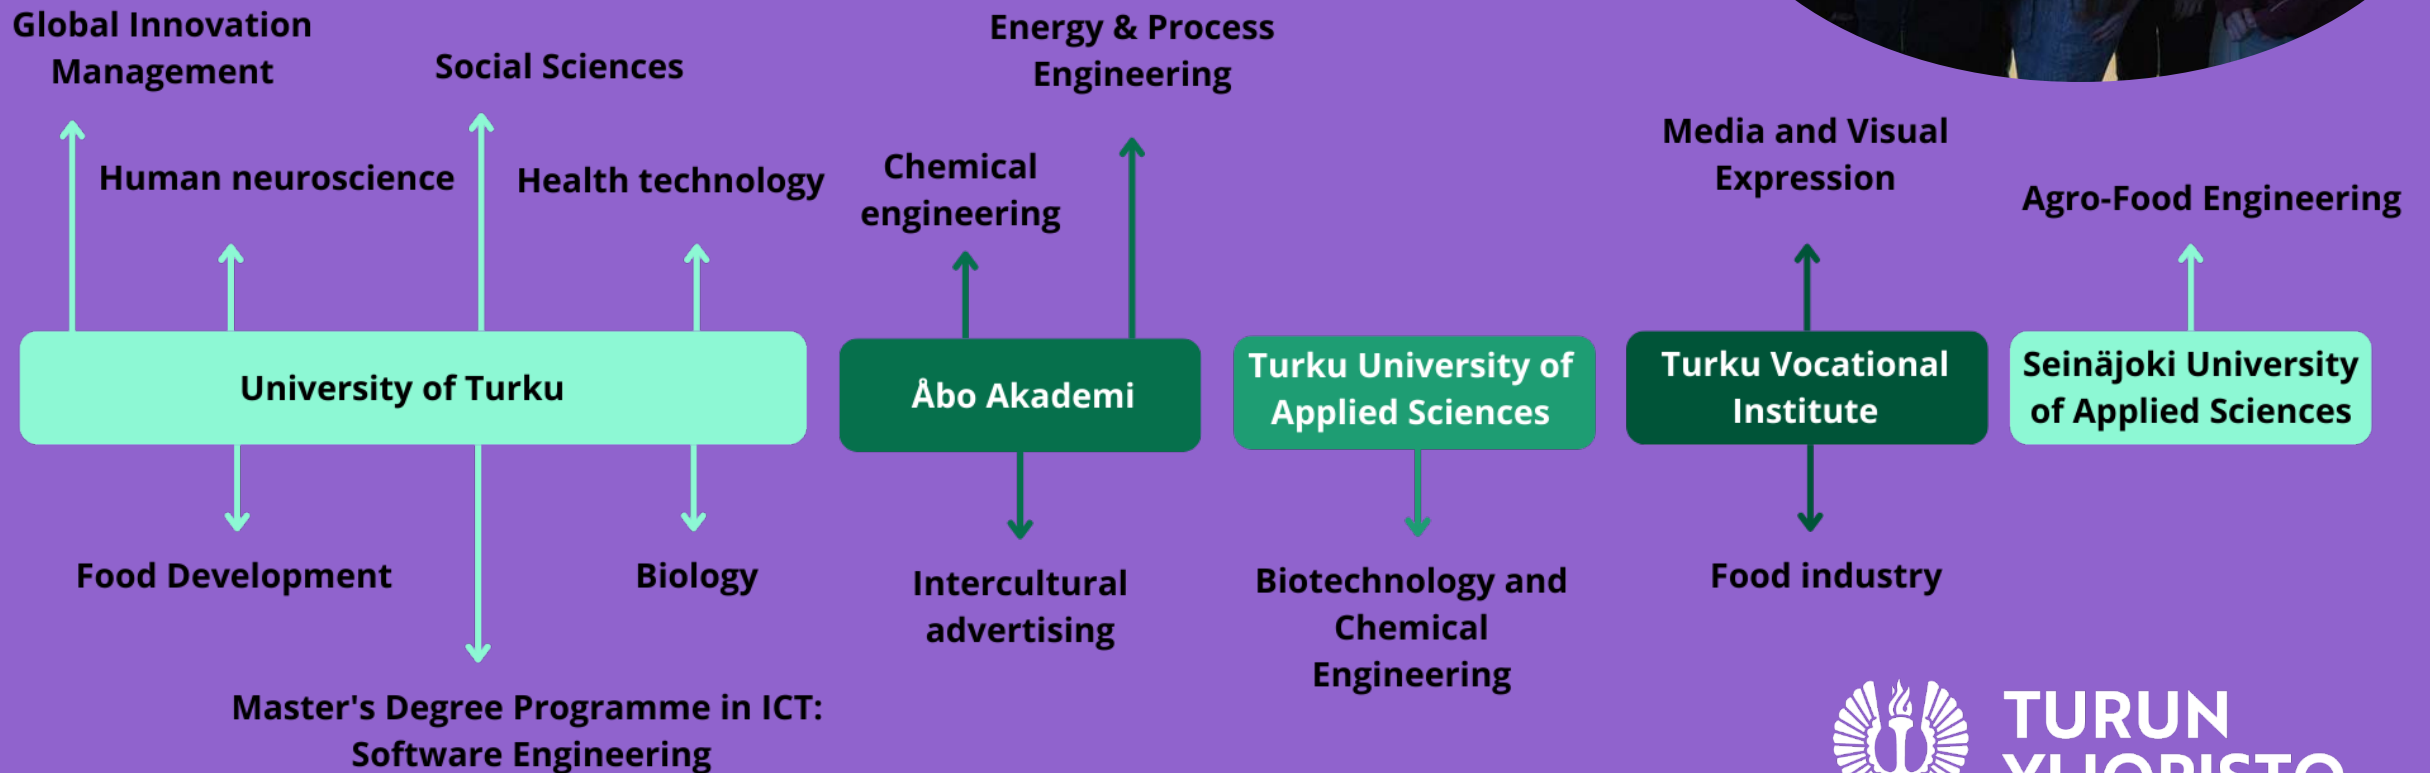 Global Innovation
Management
Social Sciences
Energy & Process
Engineering
Human neuroscience
Health technology
Chemical
engineering
Media and Visual
Expression
Agro-Food Engineering
University of Turku
Åbo Akademi
Turku University of
Applied Sciences
Turku Vocational
Institute
Seinäjoki University
of Applied Sciences
Food Development
Biology
Intercultural
advertising
Biotechnology and
Chemical
Engineering
Food industry
Master's Degree Programme in ICT:
Software Engineering
TURUN
YLIOPISTO